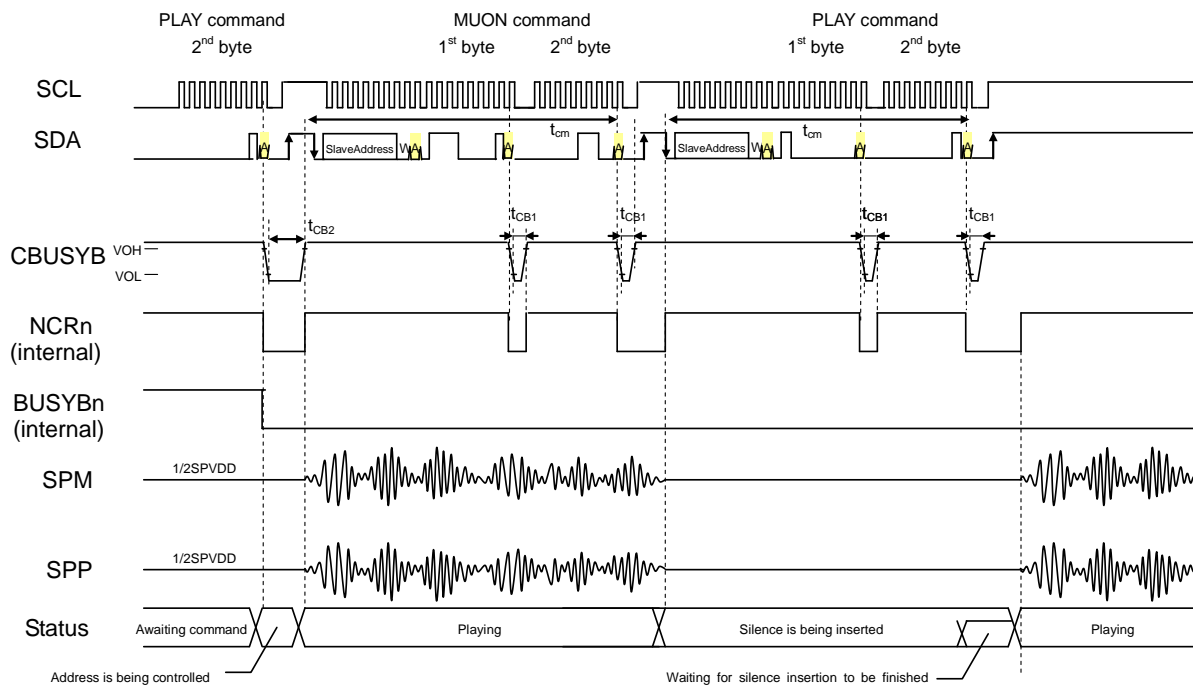 PLAY command MUON command PLAY command
2nd byte 1st byte 2nd byte 1st byte 2nd byte
SCL
tcm tcm
SDA A SlaveAddress W A A A SlaveAddress W A A A
tCB2 tCB1 tCB1 tCB1 tCB1
VOH
CBUSYB
VOL
NCRn
(internal)
BUSYBn
(internal)
1/2SPVDD
SPM
1/2SPVDD
SPP
Status Awaiting command Playing Silence is being inserted Playing
Address is being controlled Waiting for silence insertion to be finished